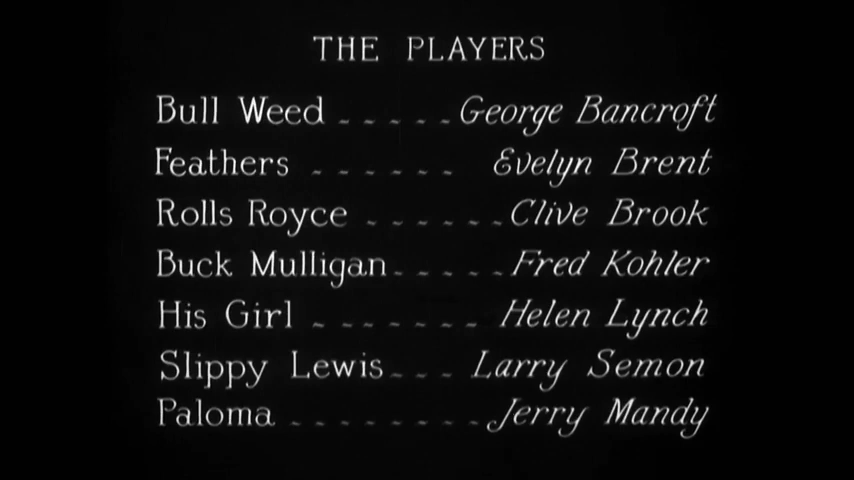 THE PLAYERS
Bull Weed _ _ _ _ _ George Bancroft
Feathers _ _ _ _ _ _ Evelyn Brent
Rolls Royce _ _ _ _ _ _ Clive Brook
Buck Mulligan _ _ _ _ _ Fred Kohler
His Girl _ _ _ _ _ _ _ Helen Lynch
Slippy Lewis _ _ _ Larry Semon
Paloma _ _ _ _ _ _ _ _ Jerry Mandy